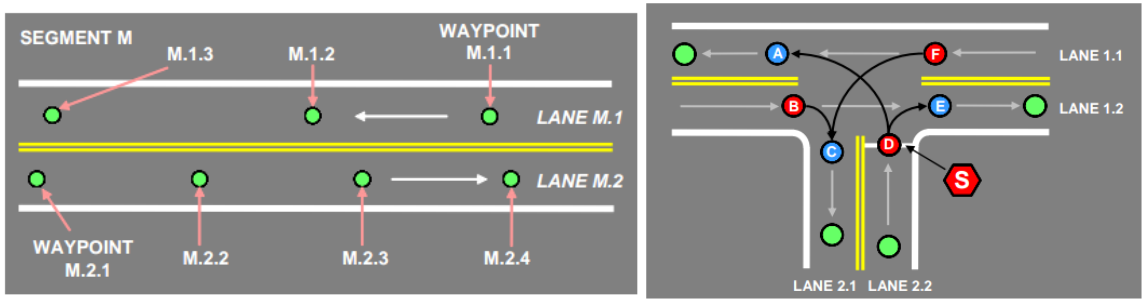 SEGMENT M
WAYPOINT
M.1.3
M.1.2
M.1.1
LANE M.1
LANE M.2
WAYPOINT
M.2.1
M.2.2
M.2.3
M.2.4
A
F
LANE 1.1
B
E
LANE 1.2
C
D
S
LANE 2.1
LANE 2.2